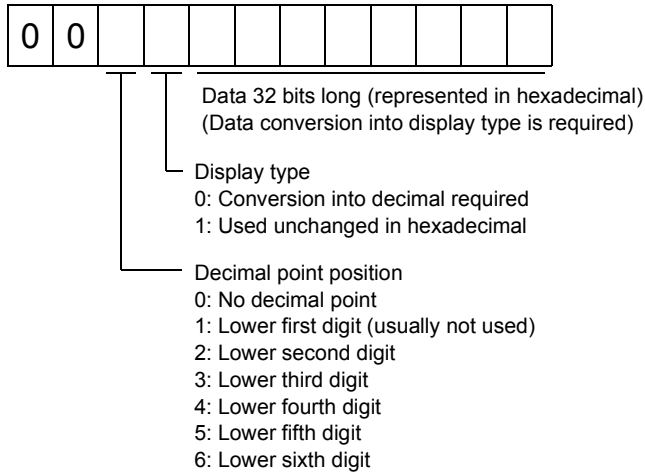 0 0
Data 32 bits long (represented in hexadecimal)
(Data conversion into display type is required)
Display type
0: Conversion into decimal required
1: Used unchanged in hexadecimal
Decimal point position
0: No decimal point
1: Lower first digit (usually not used)
2: Lower second digit
3: Lower third digit
4: Lower fourth digit
5: Lower fifth digit
6: Lower sixth digit